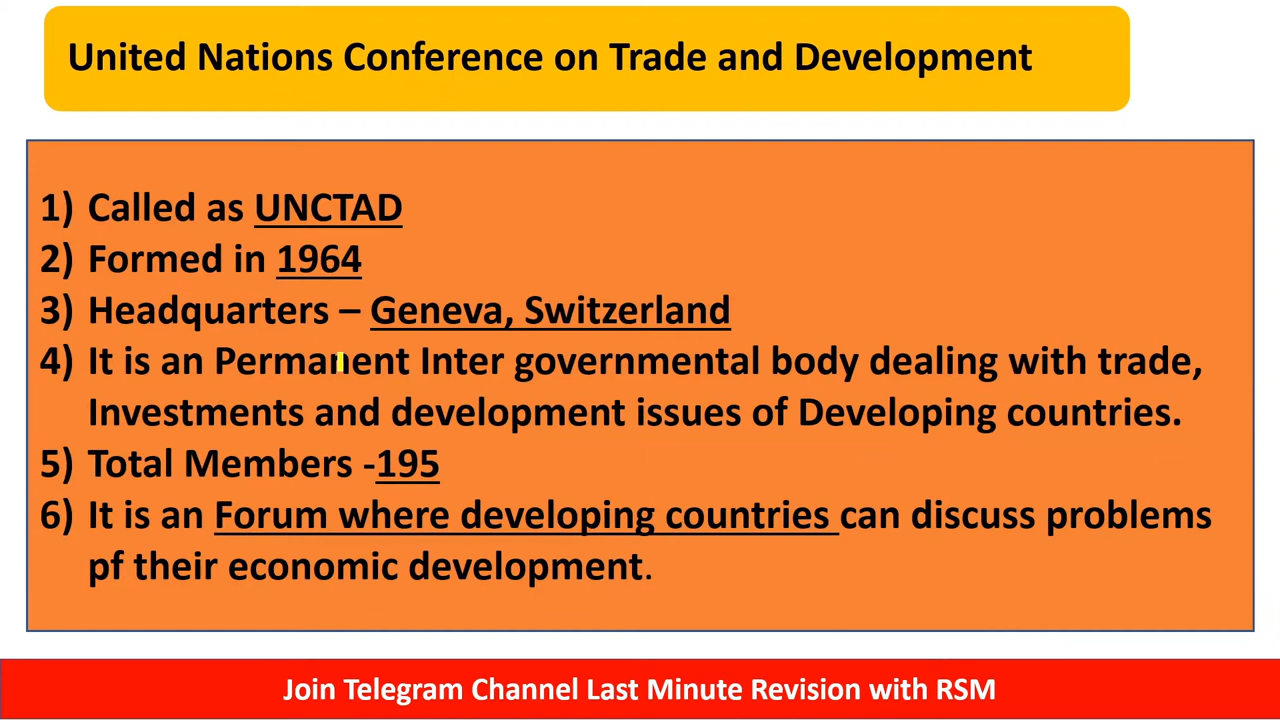 United Nations Conference on Trade and Development
1) Called as UNCTAD
2) Formed in 1964
3) Headquarters – Geneva, Switzerland
4) It is an Permanent Inter governmental body dealing with trade,
Investments and development issues of Developing countries.
5) Total Members -195
6) It is an Forum where developing countries can discuss problems
pf their economic development.
Join Telegram Channel Last Minute Revision with RSM